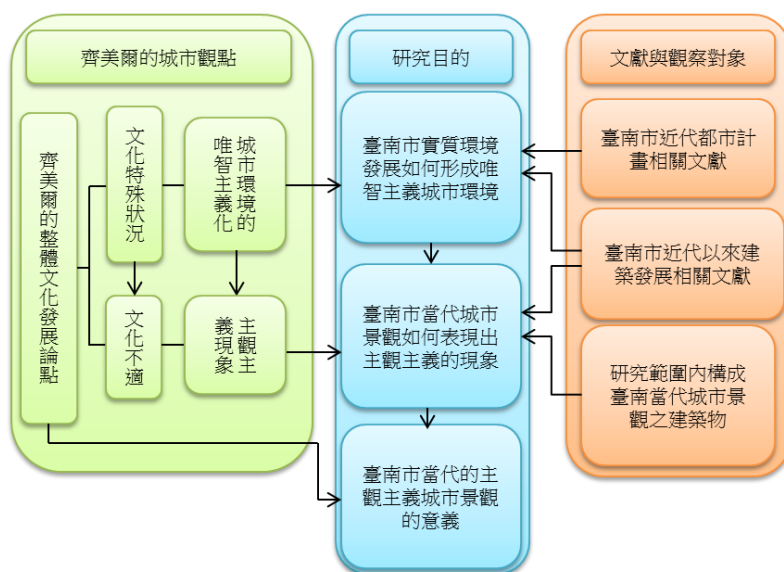 齊美爾的城市觀點
齊美爾的整體文化發展論點
文化特殊狀況
城市環境的
唯智主義化
文化不適
主觀主
義現象
研究目的
臺南市實質環境
發展如何形成唯
智主義城市環境
臺南市當代城市
景觀如何表現出
主觀主義的現象
臺南市當代的主
觀主義城市景觀
的意義
文獻與觀察對象
臺南市近代都市計
畫相關文獻
臺南市近代以來建
築發展相關文獻
研究範圍內構成
臺南當代城市景
觀之建築物